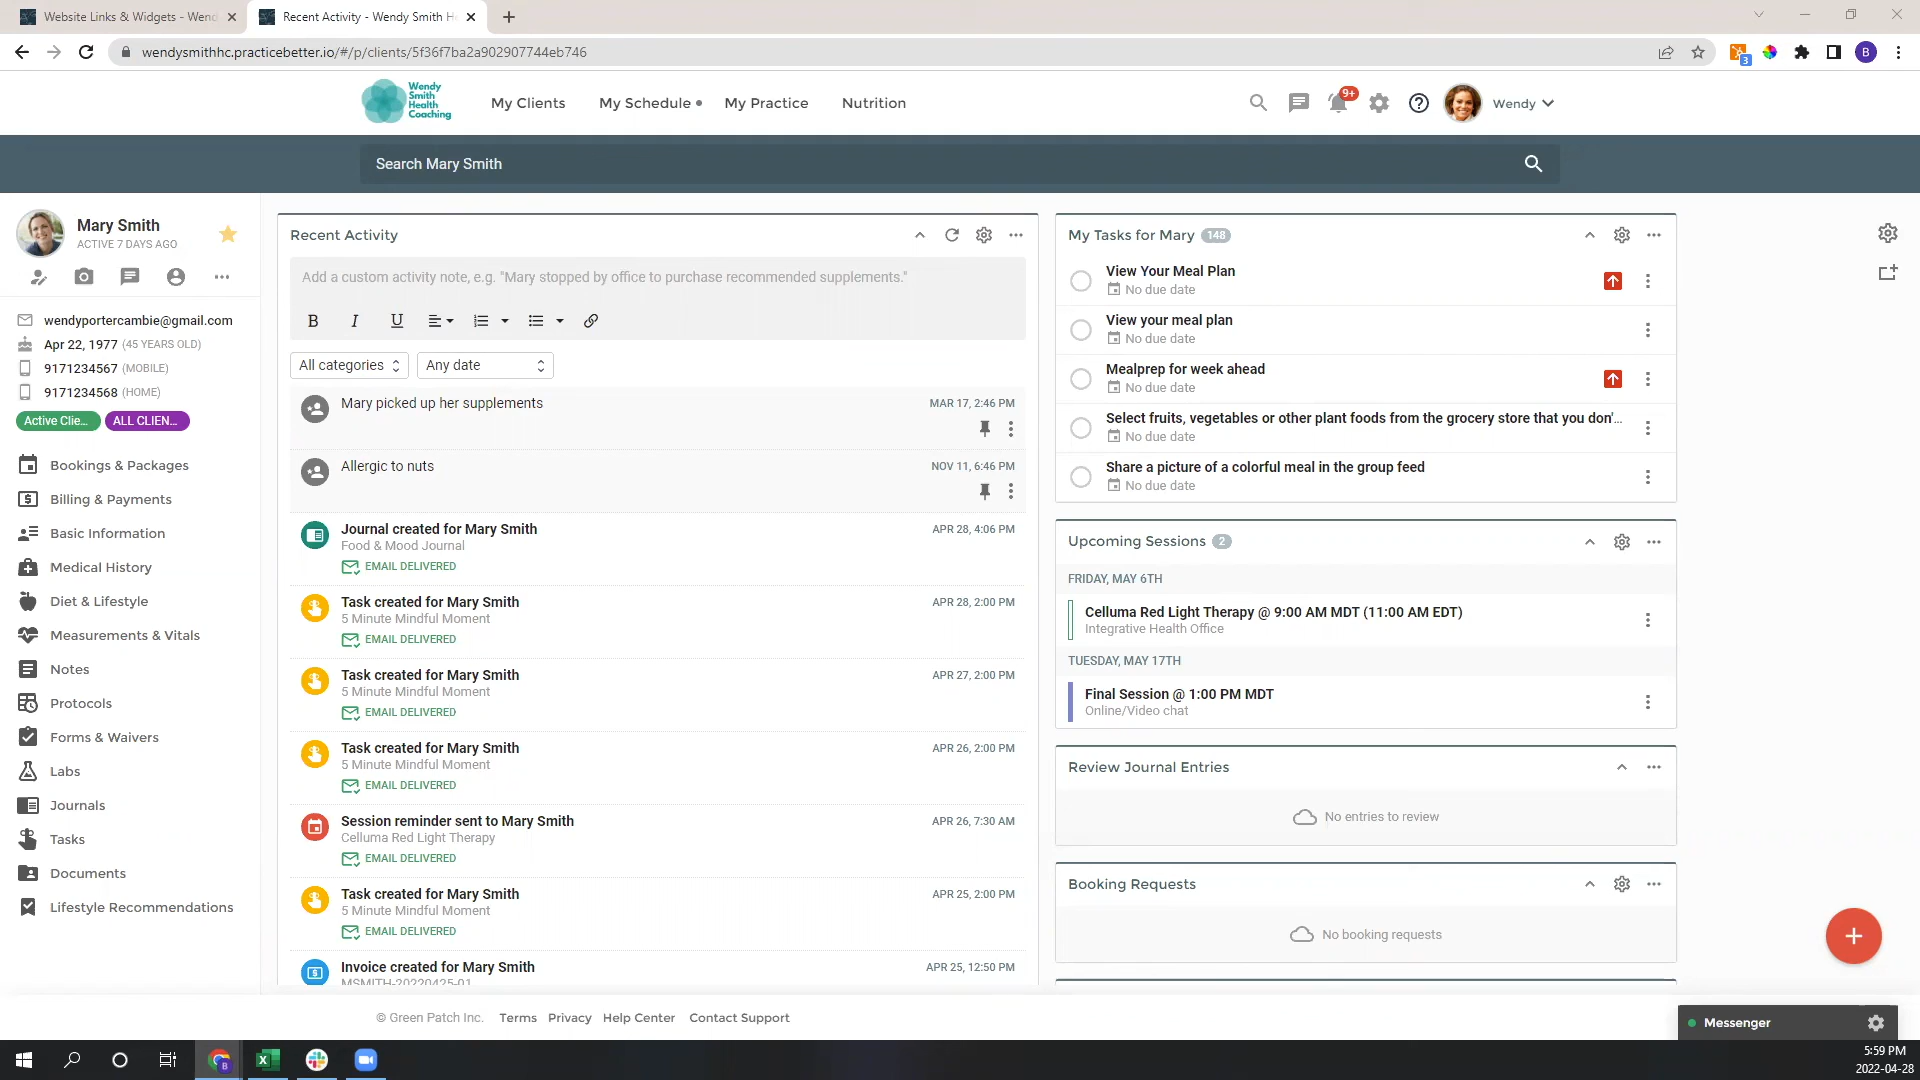 Website Links & Widgets - Wend
Recent Activity - Wendy Smith H
wendysmithhc.practicebetter.io/#/p/clients/5f36f7ba2a902907744eb746
3
B
Wendy
Smith
Health
Coaching
My Clients
My Schedule
My Practice
Nutrition
9+
Wendy
Search Mary Smith
Mary Smith
ACTIVE 7 DAYS AGO
wendyportercambie@gmail.com
Apr 22, 1977 (45 YEARS OLD)
9171234567 (MOBILE)
9171234568 (HOME)
Active Clie...
ALL CLIEN...
Bookings & Packages
Billing & Payments
Basic Information
Medical History
Diet & Lifestyle
Measurements & Vitals
Notes
Protocols
Forms & Waivers
Labs
Journals
Tasks
Documents
Lifestyle Recommendations
Recent Activity
Add a custom activity note, e.g. "Mary stopped by office to purchase recommended supplements."
B I U
All categories
Any date
Mary picked up her supplements
MAR 17, 2:46 PM
Allergic to nuts
NOV 11, 6:46 PM
Journal created for Mary Smith
APR 28, 4:06 PM
Food & Mood Journal
EMAIL DELIVERED
Task created for Mary Smith
APR 28, 2:00 PM
5 Minute Mindful Moment
EMAIL DELIVERED
Task created for Mary Smith
APR 27, 2:00 PM
5 Minute Mindful Moment
EMAIL DELIVERED
Task created for Mary Smith
APR 26, 2:00 PM
5 Minute Mindful Moment
EMAIL DELIVERED
Session reminder sent to Mary Smith
APR 26, 7:30 AM
Celluma Red Light Therapy
EMAIL DELIVERED
Task created for Mary Smith
APR 25, 2:00 PM
5 Minute Mindful Moment
EMAIL DELIVERED
Invoice created for Mary Smith
APR 25, 12:50 PM
MSMITH-20220425-01
My Tasks for Mary 148
View Your Meal Plan
No due date
View your meal plan
No due date
Mealprep for week ahead
No due date
Select fruits, vegetables or other plant foods from the grocery store that you don'...
No due date
Share a picture of a colorful meal in the group feed
No due date
Upcoming Sessions 2
FRIDAY, MAY 6TH
Celluma Red Light Therapy @ 9:00 AM MDT (11:00 AM EDT)
Integrative Health Office
TUESDAY, MAY 17TH
Final Session @ 1:00 PM MDT
Online/Video chat
Review Journal Entries
No entries to review
Booking Requests
No booking requests
© Green Patch Inc.
Terms
Privacy
Help Center
Contact Support
Messenger
5:59 PM
2022-04-28